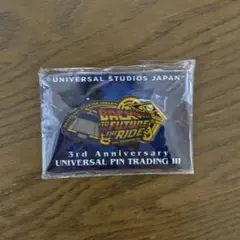 UNIVERSAL STUDIOS JAPAN
BACK
TO THE
FUTURE
THE RIDE
3rd Anniversary
UNIVERSAL PIN TRADING III